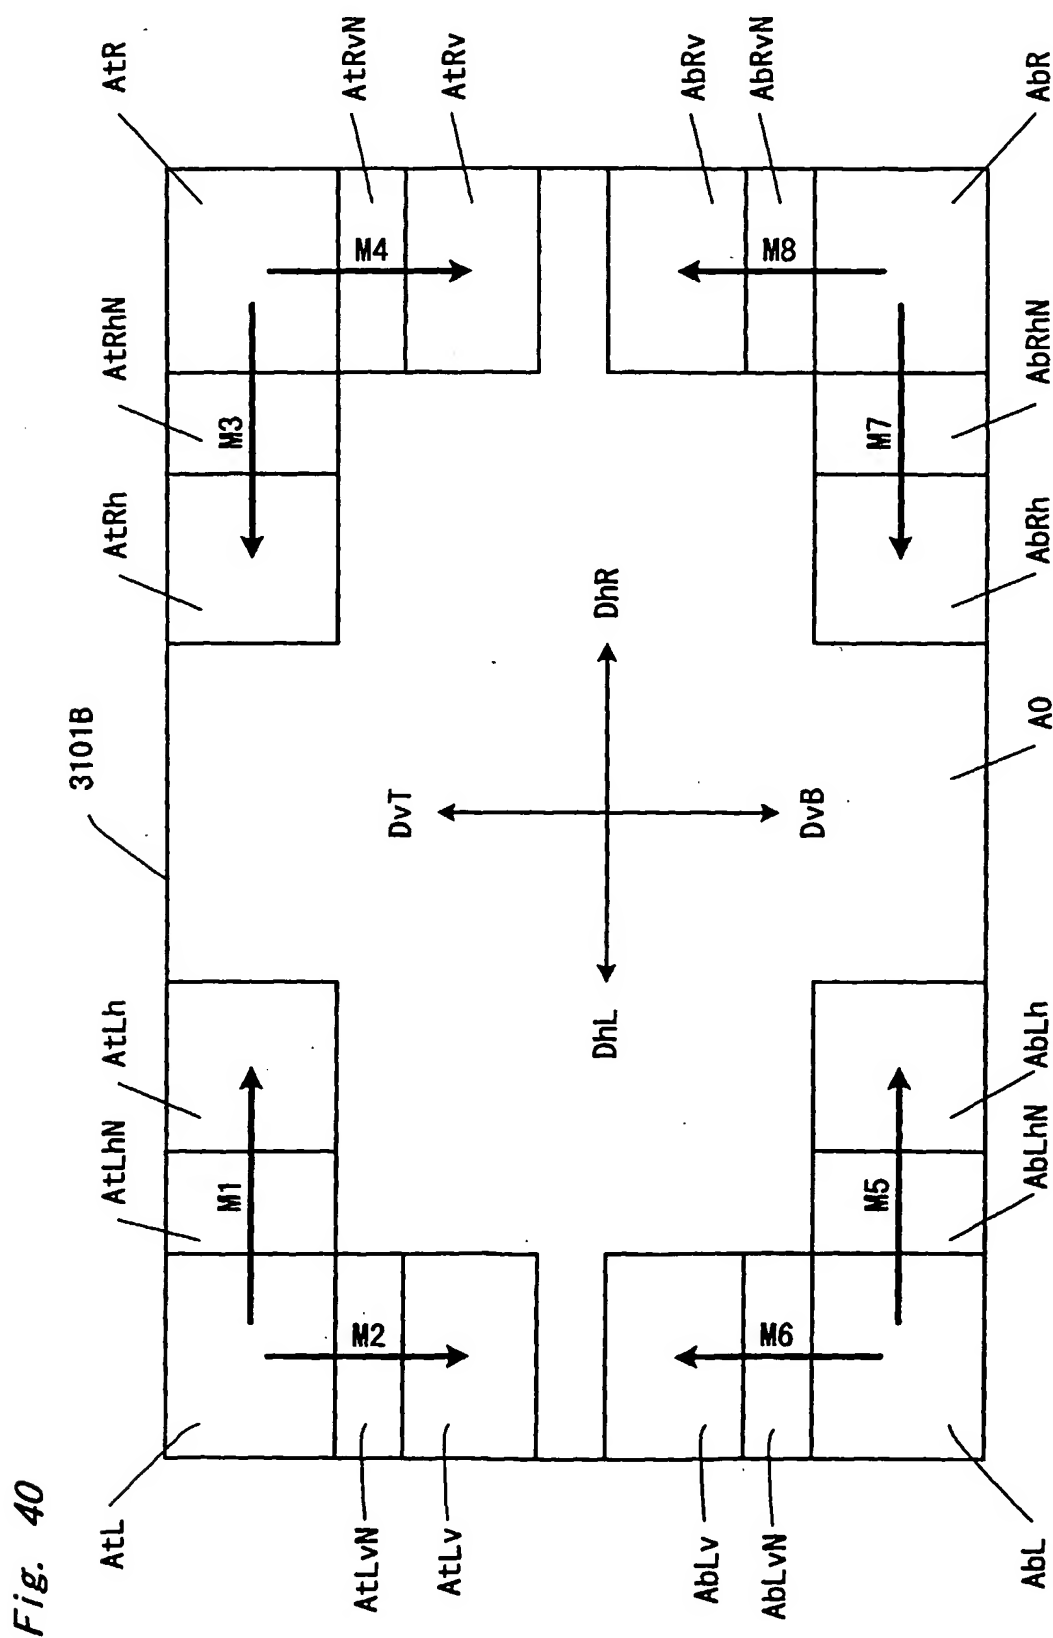 Fig. 40
3101B
AtL
AtLhN
AtLh
AtRh
AtRhN
AtR
M1
M3
AtLvN
M2
M4
AtRvN
DvT
AtLv
AtRv
DhL
DhR
AbLv
AbRv
AbLvN
M6
M8
AbRvN
DvB
M5
M7
AbL
AbLhN
AbLh
A0
AbRh
AbRhN
AbR